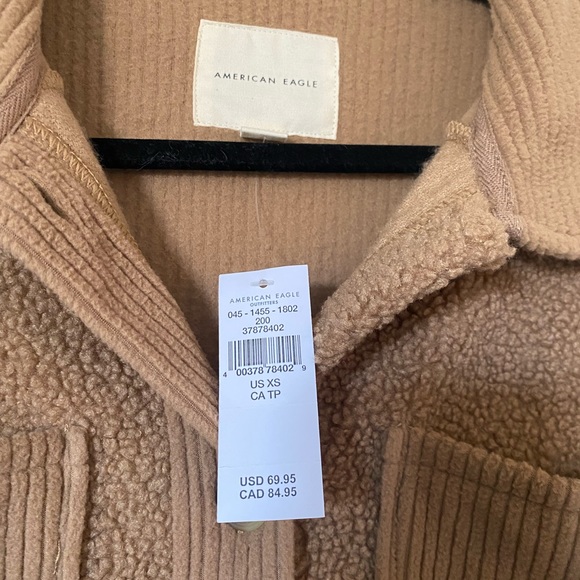 AMERICAN EAGLE
AMERICAN EAGLE
OUTFITTERS
045 - 1455 - 1802
200
37878402
4 00378 78402 9
US XS
CA TP
USD 69.95
CAD 84.95